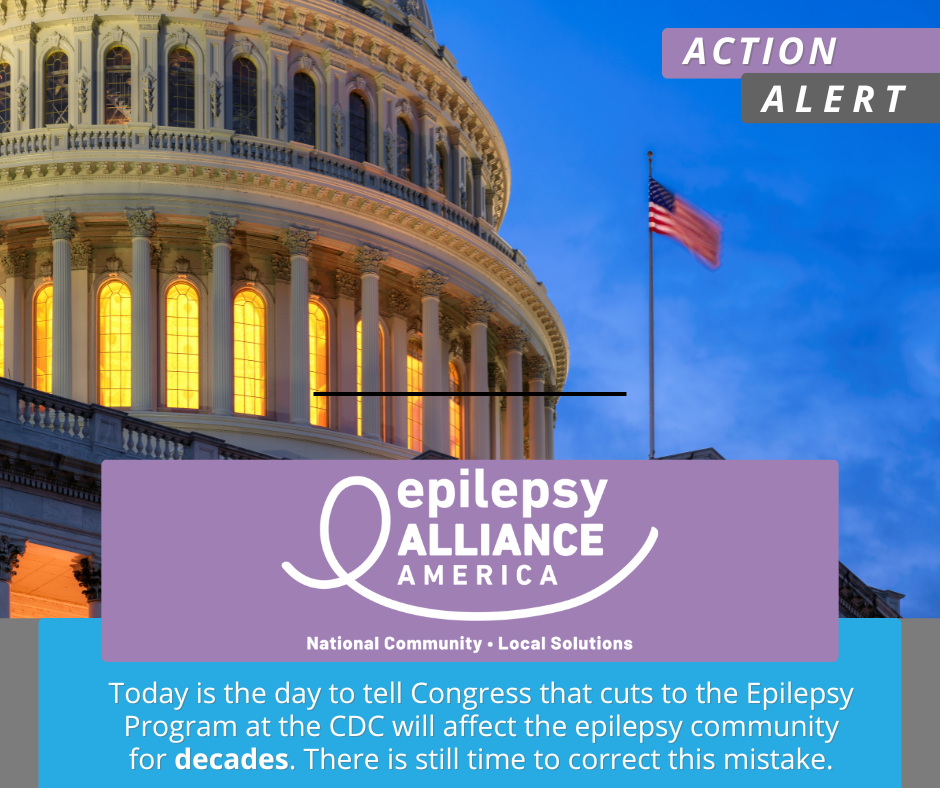 ACTION
ALERT
epilepsy
ALLIANCE
AMERICA
National Community • Local Solutions
Today is the day to tell Congress that cuts to the Epilepsy
Program at the CDC will affect the epilepsy community
for decades. There is still time to correct this mistake.